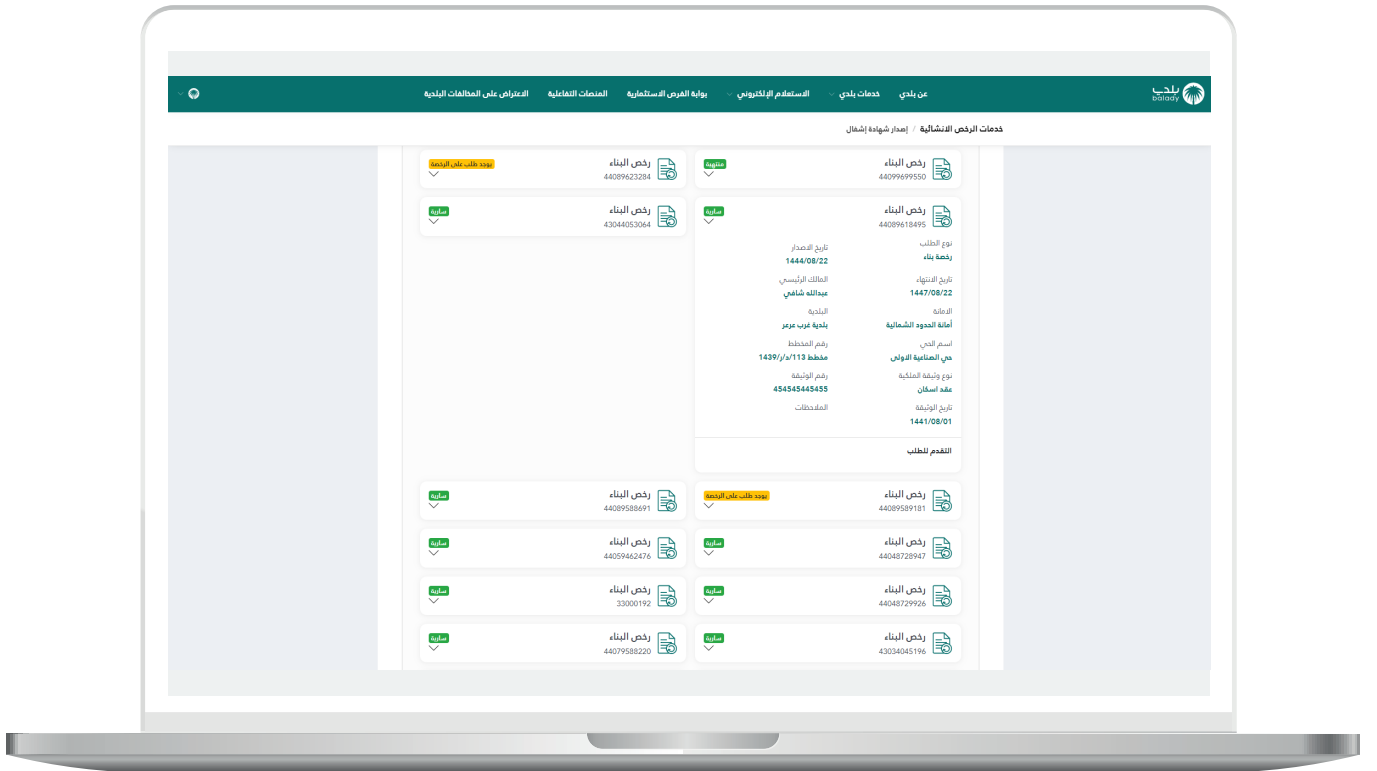 بلدي
balady
عن بلدي
خدمات بلدي
الاستعلام الإلكتروني
بوابة الفرص الاستثمارية
المنصات التفاعلية
الاعتراض على المخالفات البلدية
خدمات الرخص الانشائية / إصدار شهادة إشغال
رخص البناء
44099699550
منتهية
رخص البناء
44089623284
يوجد طلب على الرخصة
رخص البناء
44089618495
سارية
رخص البناء
43044053064
سارية
نوع الطلب
رخصة بناء
تاريخ الاصدار
1444/08/22
تاريخ الانتهاء
1447/08/22
المالك الرئيسي
عبدالله شافي
الامانة
أمانة الحدود الشمالية
البلدية
بلدية غرب عرعر
اسم الحي
حي الصناعية الاولى
رقم المخطط
مخطط 113/د/ر/1439
نوع وثيقة الملكية
عقد اسكان
رقم الوثيقة
454545445455
تاريخ الوثيقة
1441/08/01
الملاحظات
التقدم للطلب
رخص البناء
44089589181
يوجد طلب على الرخصة
رخص البناء
44089588691
سارية
رخص البناء
44048728947
سارية
رخص البناء
44059462476
سارية
رخص البناء
44048729926
سارية
رخص البناء
33000192
سارية
رخص البناء
43034045196
سارية
رخص البناء
44079588220
سارية